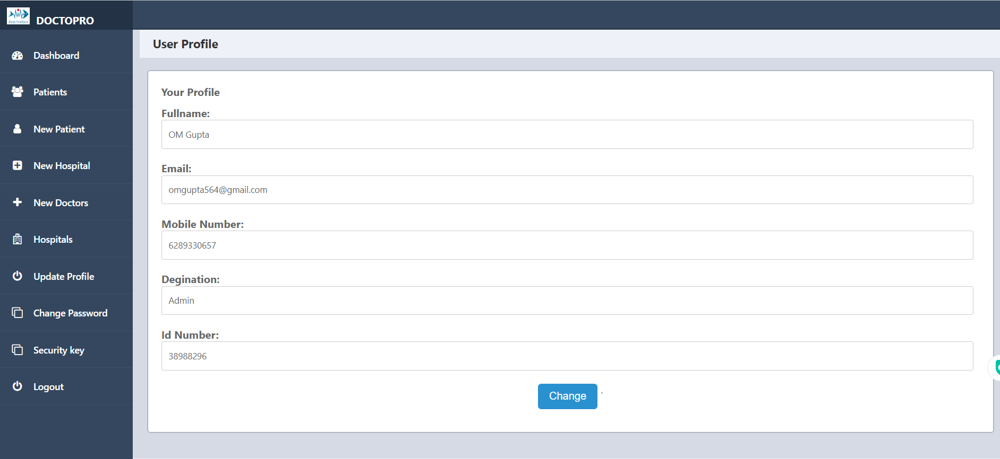 DOCTOPRO
DOCTOPRO
Dashboard
Patients
New Patient
New Hospital
New Doctors
Hospitals
Update Profile
Change Password
Security key
Logout
User Profile
Your Profile
Fullname:
OM Gupta
Email:
omgupta564@gmail.com
Mobile Number:
6289330657
Degination:
Admin
Id Number:
38988296
Change `